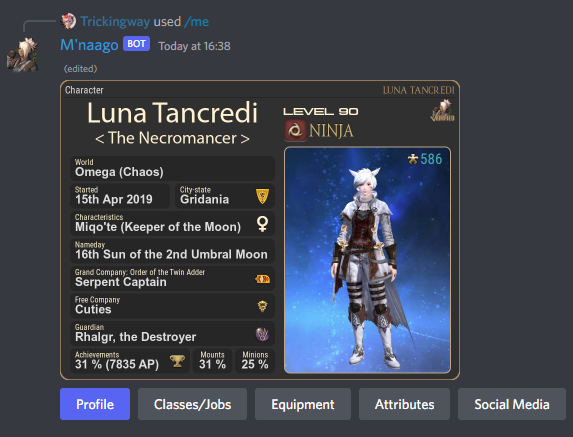 Trickingway used /me
M'naago BOT Today at 16:38
(edited)
Character
LUNA TANCREDI
Luna Tancredi
< The Necromancer >
LEVEL 90
NINJA
586
World
Omega (Chaos)
Started
15th Apr 2019
City-state
Gridania
Characteristics
Miqo'te (Keeper of the Moon)
Nameday
16th Sun of the 2nd Umbral Moon
Grand Company: Order of the Twin Adder
Serpent Captain
Free Company
Cuties
Guardian
Rhalgr, the Destroyer
Achievements
31 % (7835 AP)
Mounts
31 %
Minions
25 %
Profile
Classes/Jobs
Equipment
Attributes
Social Media